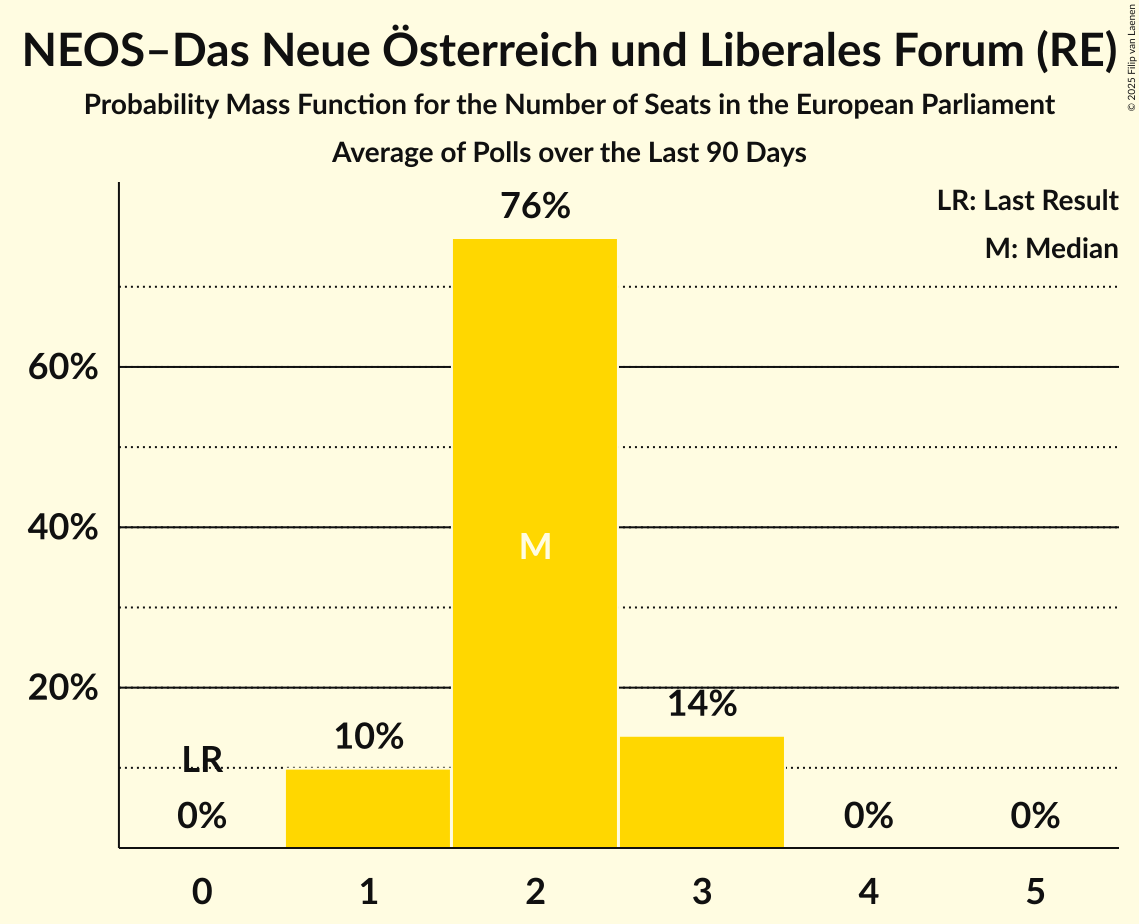 NEOS–Das Neue Österreich und Liberales Forum (RE)
Probability Mass Function for the Number of Seats in the European Parliament
Average of Polls over the Last 90 Days
© 2025 Filip van Laenen
LR: Last Result
M: Median
76%
60%
40%
M
20%
14%
10%
LR
0%
0%
0%
0 1 2 3 4 5